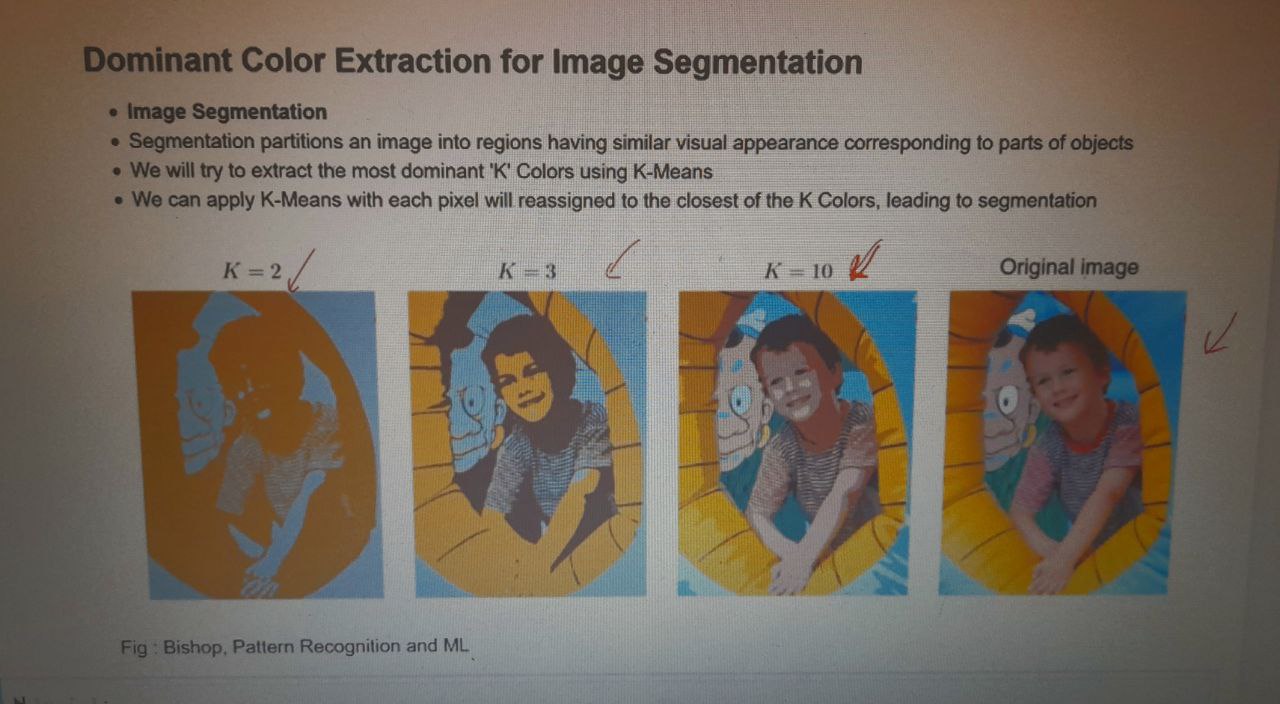 Dominant Color Extraction for Image Segmentation
• Image Segmentation
• Segmentation partitions an image into regions having similar visual appearance corresponding to parts of objects
• We will try to extract the most dominant 'K' Colors using K-Means
• We can apply K-Means with each pixel will reassigned to the closest of the K Colors, leading to segmentation
K = 2
K = 3
K = 10
Original image
Fig : Bishop, Pattern Recognition and ML